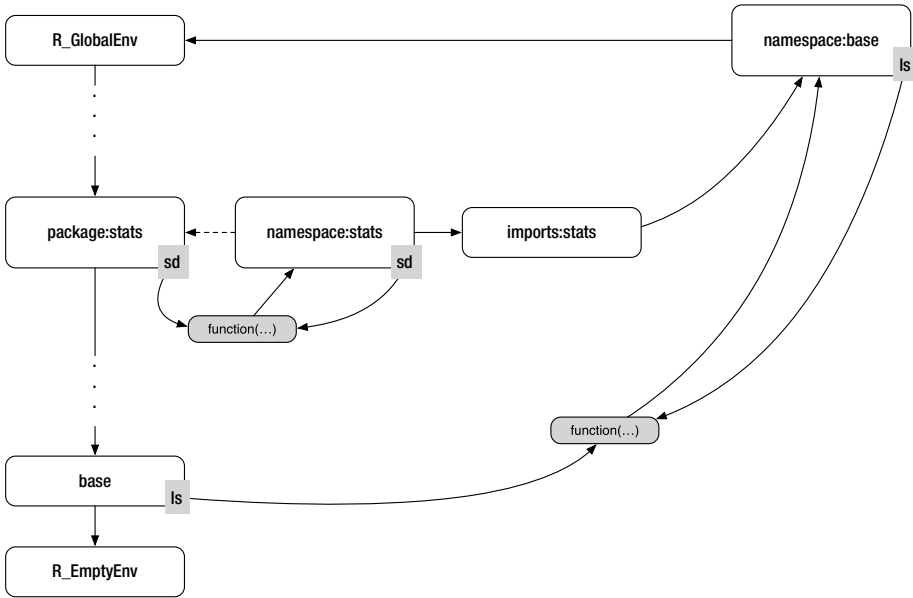 R_GlobalEnv
namespace:base
ls
package:stats
namespace:stats
imports:stats
sd
sd
function(…)
function(…)
base
ls
R_EmptyEnv